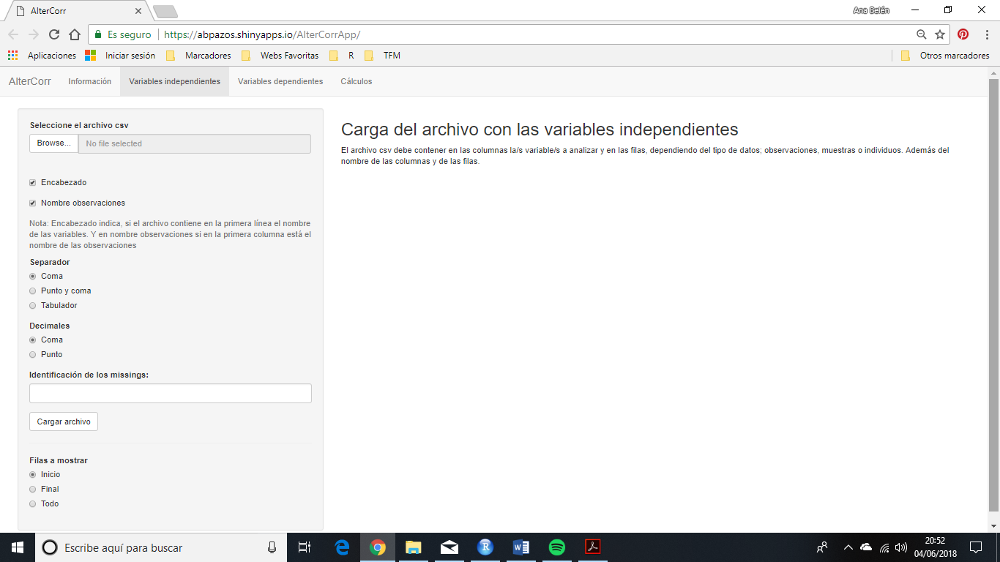 AlterCorr
Ana Belén
Es seguro
https://abpazos.shinyapps.io/AlterCorrApp/
Aplicaciones Iniciar sesión Marcadores Webs Favoritas R TFM Otros marcadores
AlterCorr Información Variables independientes Variables dependientes Cálculos
Seleccione el archivo csv
Browse... No file selected
Encabezado
Nombre observaciones
Nota: Encabezado indica, si el archivo contiene en la primera línea el nombre
de las variables. Y en nombre observaciones si en la primera columna está el
nombre de las observaciones
Separador
Coma
Punto y coma
Tabulador
Decimales
Coma
Punto
Identificación de los missings:
Cargar archivo
Filas a mostrar
Inicio
Final
Todo
Carga del archivo con las variables independientes
El archivo csv debe contener en las columnas la/s variable/s a analizar y en las filas, dependiendo del tipo de datos; observaciones, muestras o individuos. Además del
nombre de las columnas y de las filas.
Escribe aquí para buscar
20:52
04/06/2018